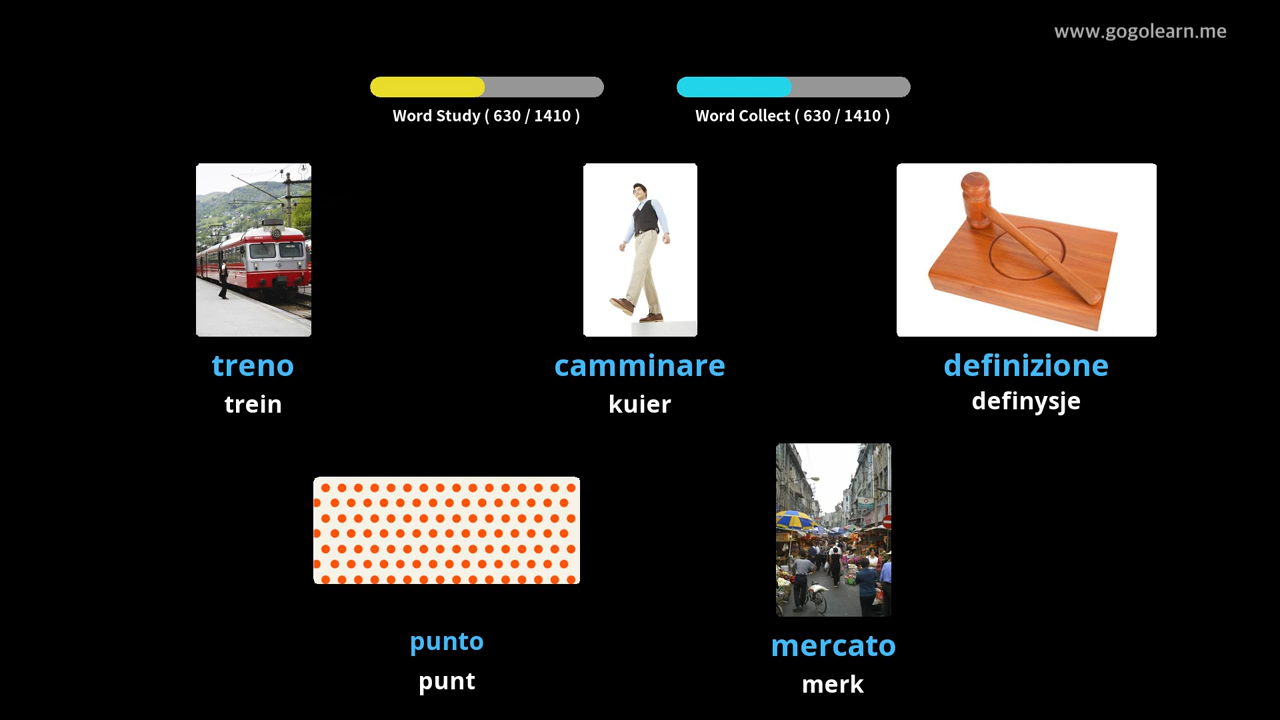 www.gogolearn.me
Word Study ( 630 / 1410 )
Word Collect ( 630 / 1410 )
treno
camminare
definizione
trein
kuier
definysje
punto
mercato
punt
merk